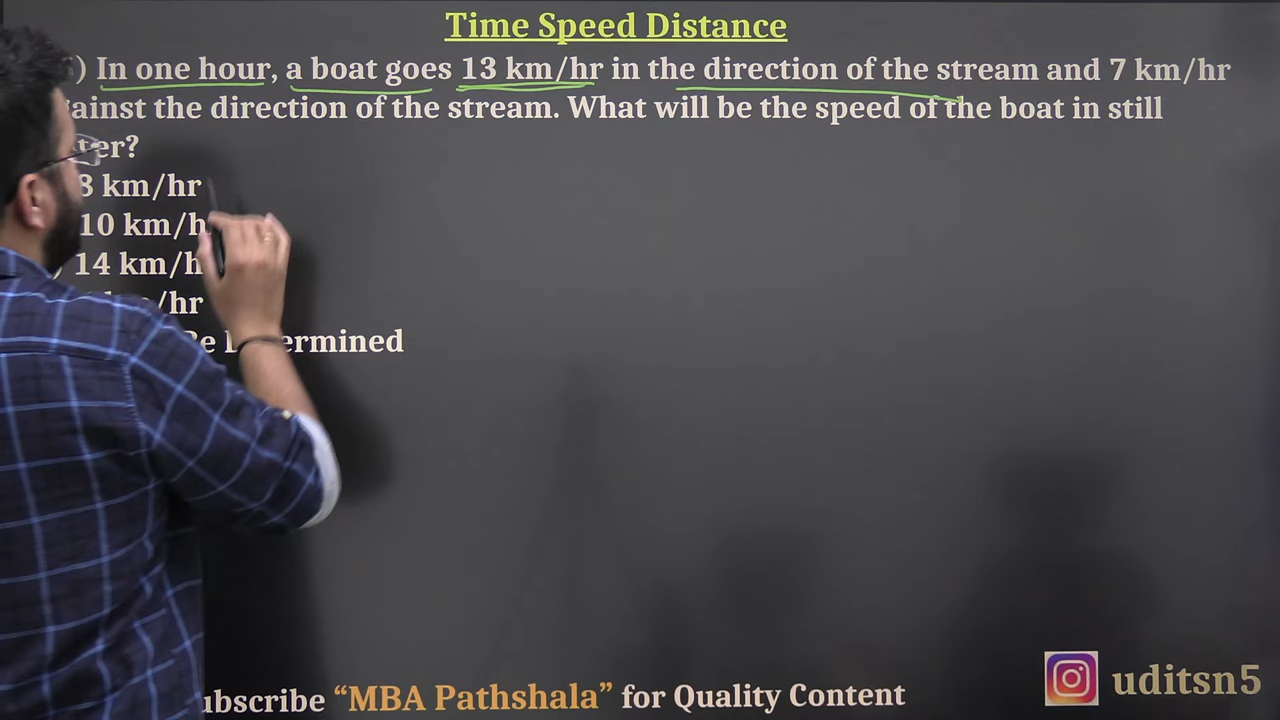 Time Speed Distance
) In one hour, a boat goes 13 km/hr in the direction of the stream and 7 km/hr
ainst the direction of the stream. What will be the speed of the boat in still
ter?
8 km/hr
10 km/h
) 14 km/h
/hr
Be ermined
ubscribe “MBA Pathshala” for Quality Content
uditsn5